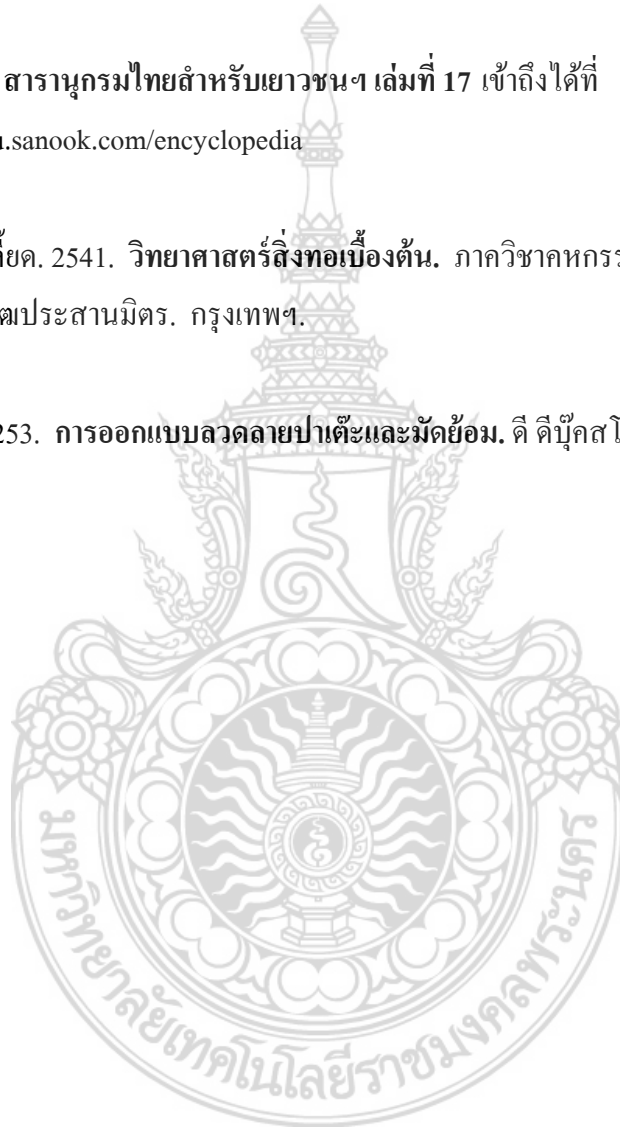 สารานุกรมไทยสำหรับเยาวชนฯ เล่มที่ 17 เข้าถึงได้ที่
.sanook.com/encyclopedia
2541. วิทยาศาสตร์สิ่งทอเบื้องต้น. ภาควิชาคหกรร
ฒประสานมิตร. กรุงเทพฯ.
253. การออกแบบลวดลายปาเต๊ะและมัดย้อม. ดี ดีบุ๊คสโ
มหาวิทยาลัยเทคโนโลยีราชมงคลพระนคร